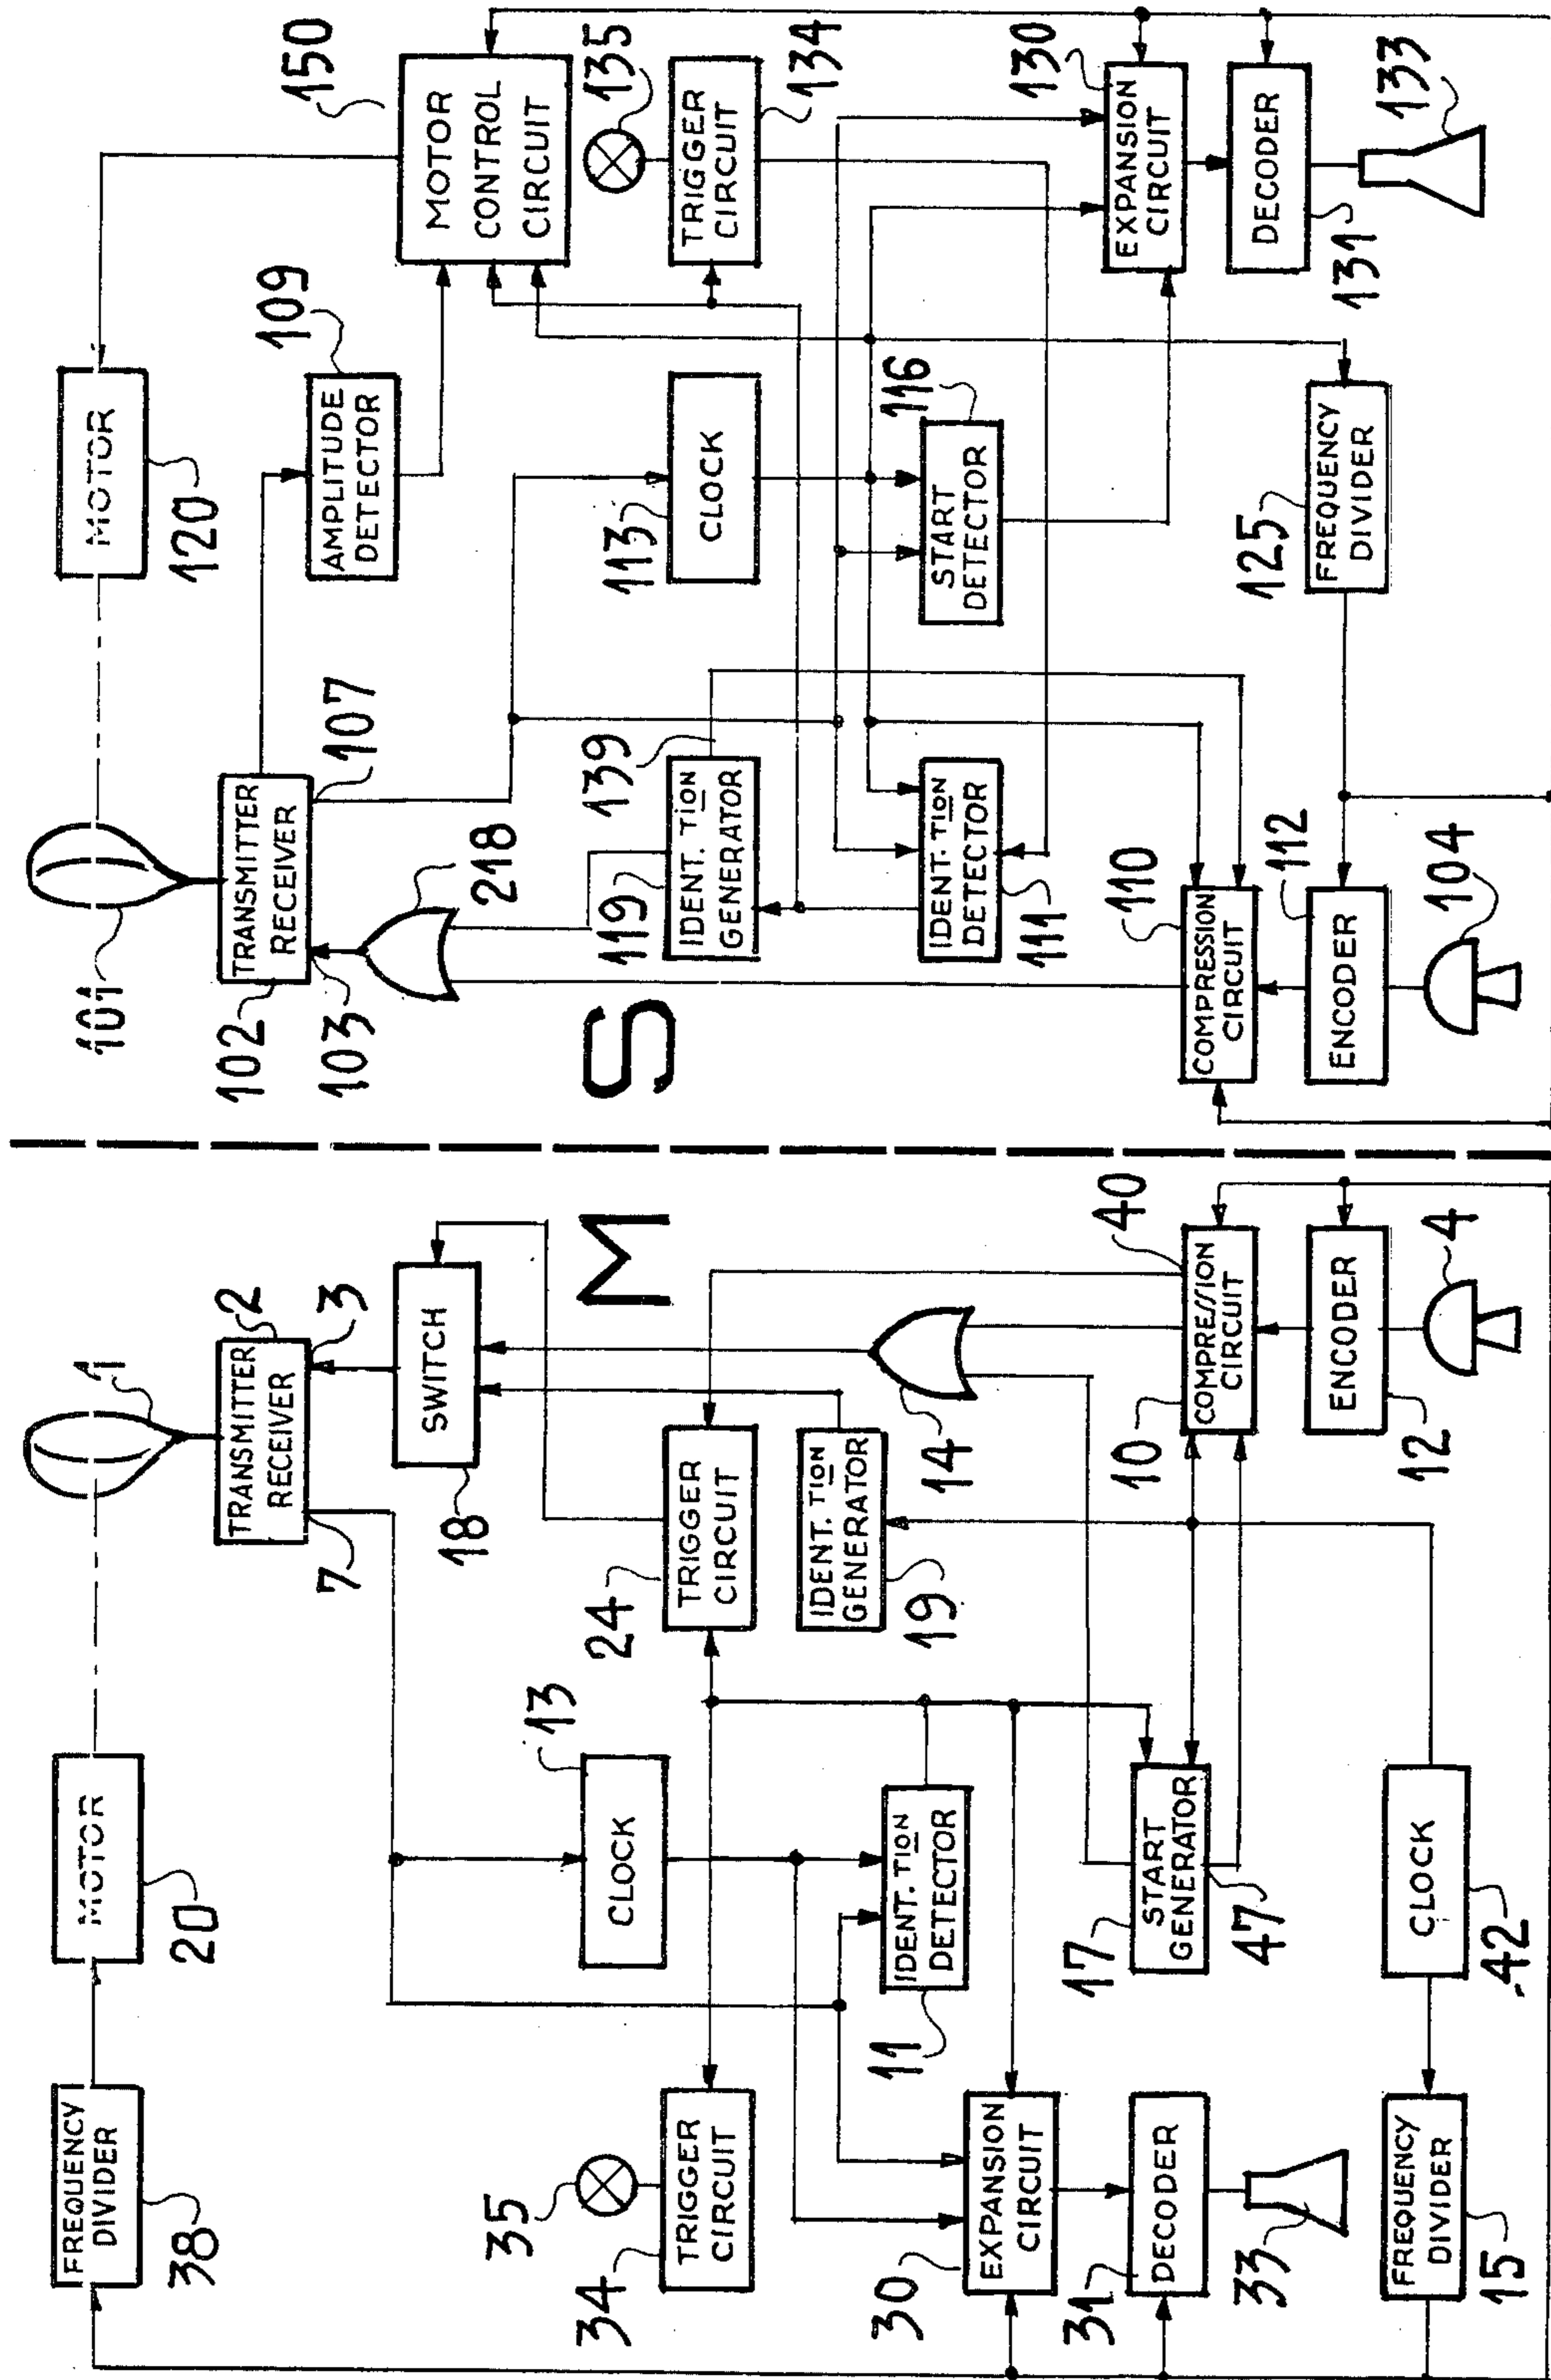 FREQUENCY
DIVIDER
38
MOTOR
20
1
TRANSMITTER
RECEIVER
2
3
7
SWITCH
18
M
35
TRIGGER
CIRCUIT
34
CLOCK
13
TRIGGER
CIRCUIT
24
IDENT. TION
GENERATOR
19
14
IDENT. TION
DETECTOR
11
EXPANSION
CIRCUIT
30
DECODER
31
33
START
GENERATOR
17
47
COMPRESSION
CIRCUIT
10
40
ENCODER
12
4
FREQUENCY
DIVIDER
15
CLOCK
42
S
101
TRANSMITTER
RECEIVER
102
103
107
MOTOR
120
AMPLITUDE
DETECTOR
109
MOTOR
CONTROL
CIRCUIT
150
135
TRIGGER
CIRCUIT
134
218
IDENT. TION
GENERATOR
119
139
CLOCK
113
IDENT. TION
DETECTOR
111
START
DETECTOR
116
EXPANSION
CIRCUIT
130
DECODER
131
133
COMPRESSION
CIRCUIT
110
ENCODER
112
104
FREQUENCY
DIVIDER
125